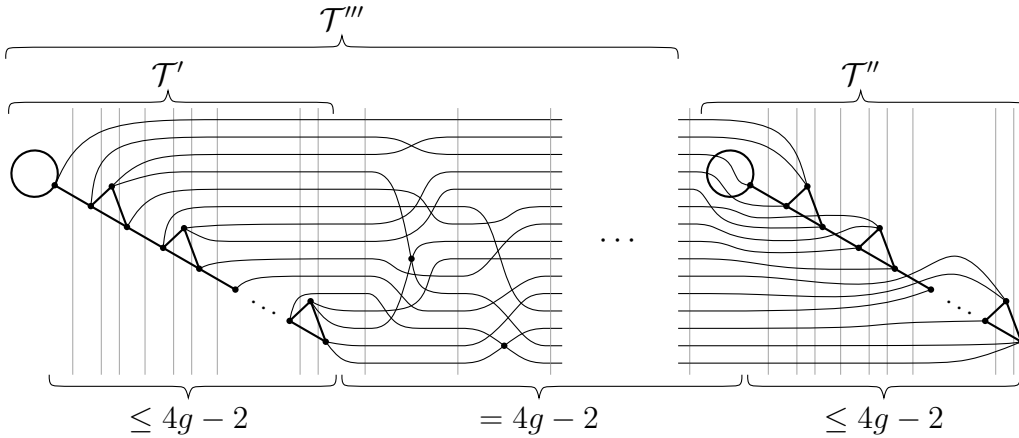 𝒯′′′
𝒯′ 𝒯′′
· · ·
≤ 4g − 2 = 4g − 2 ≤ 4g − 2